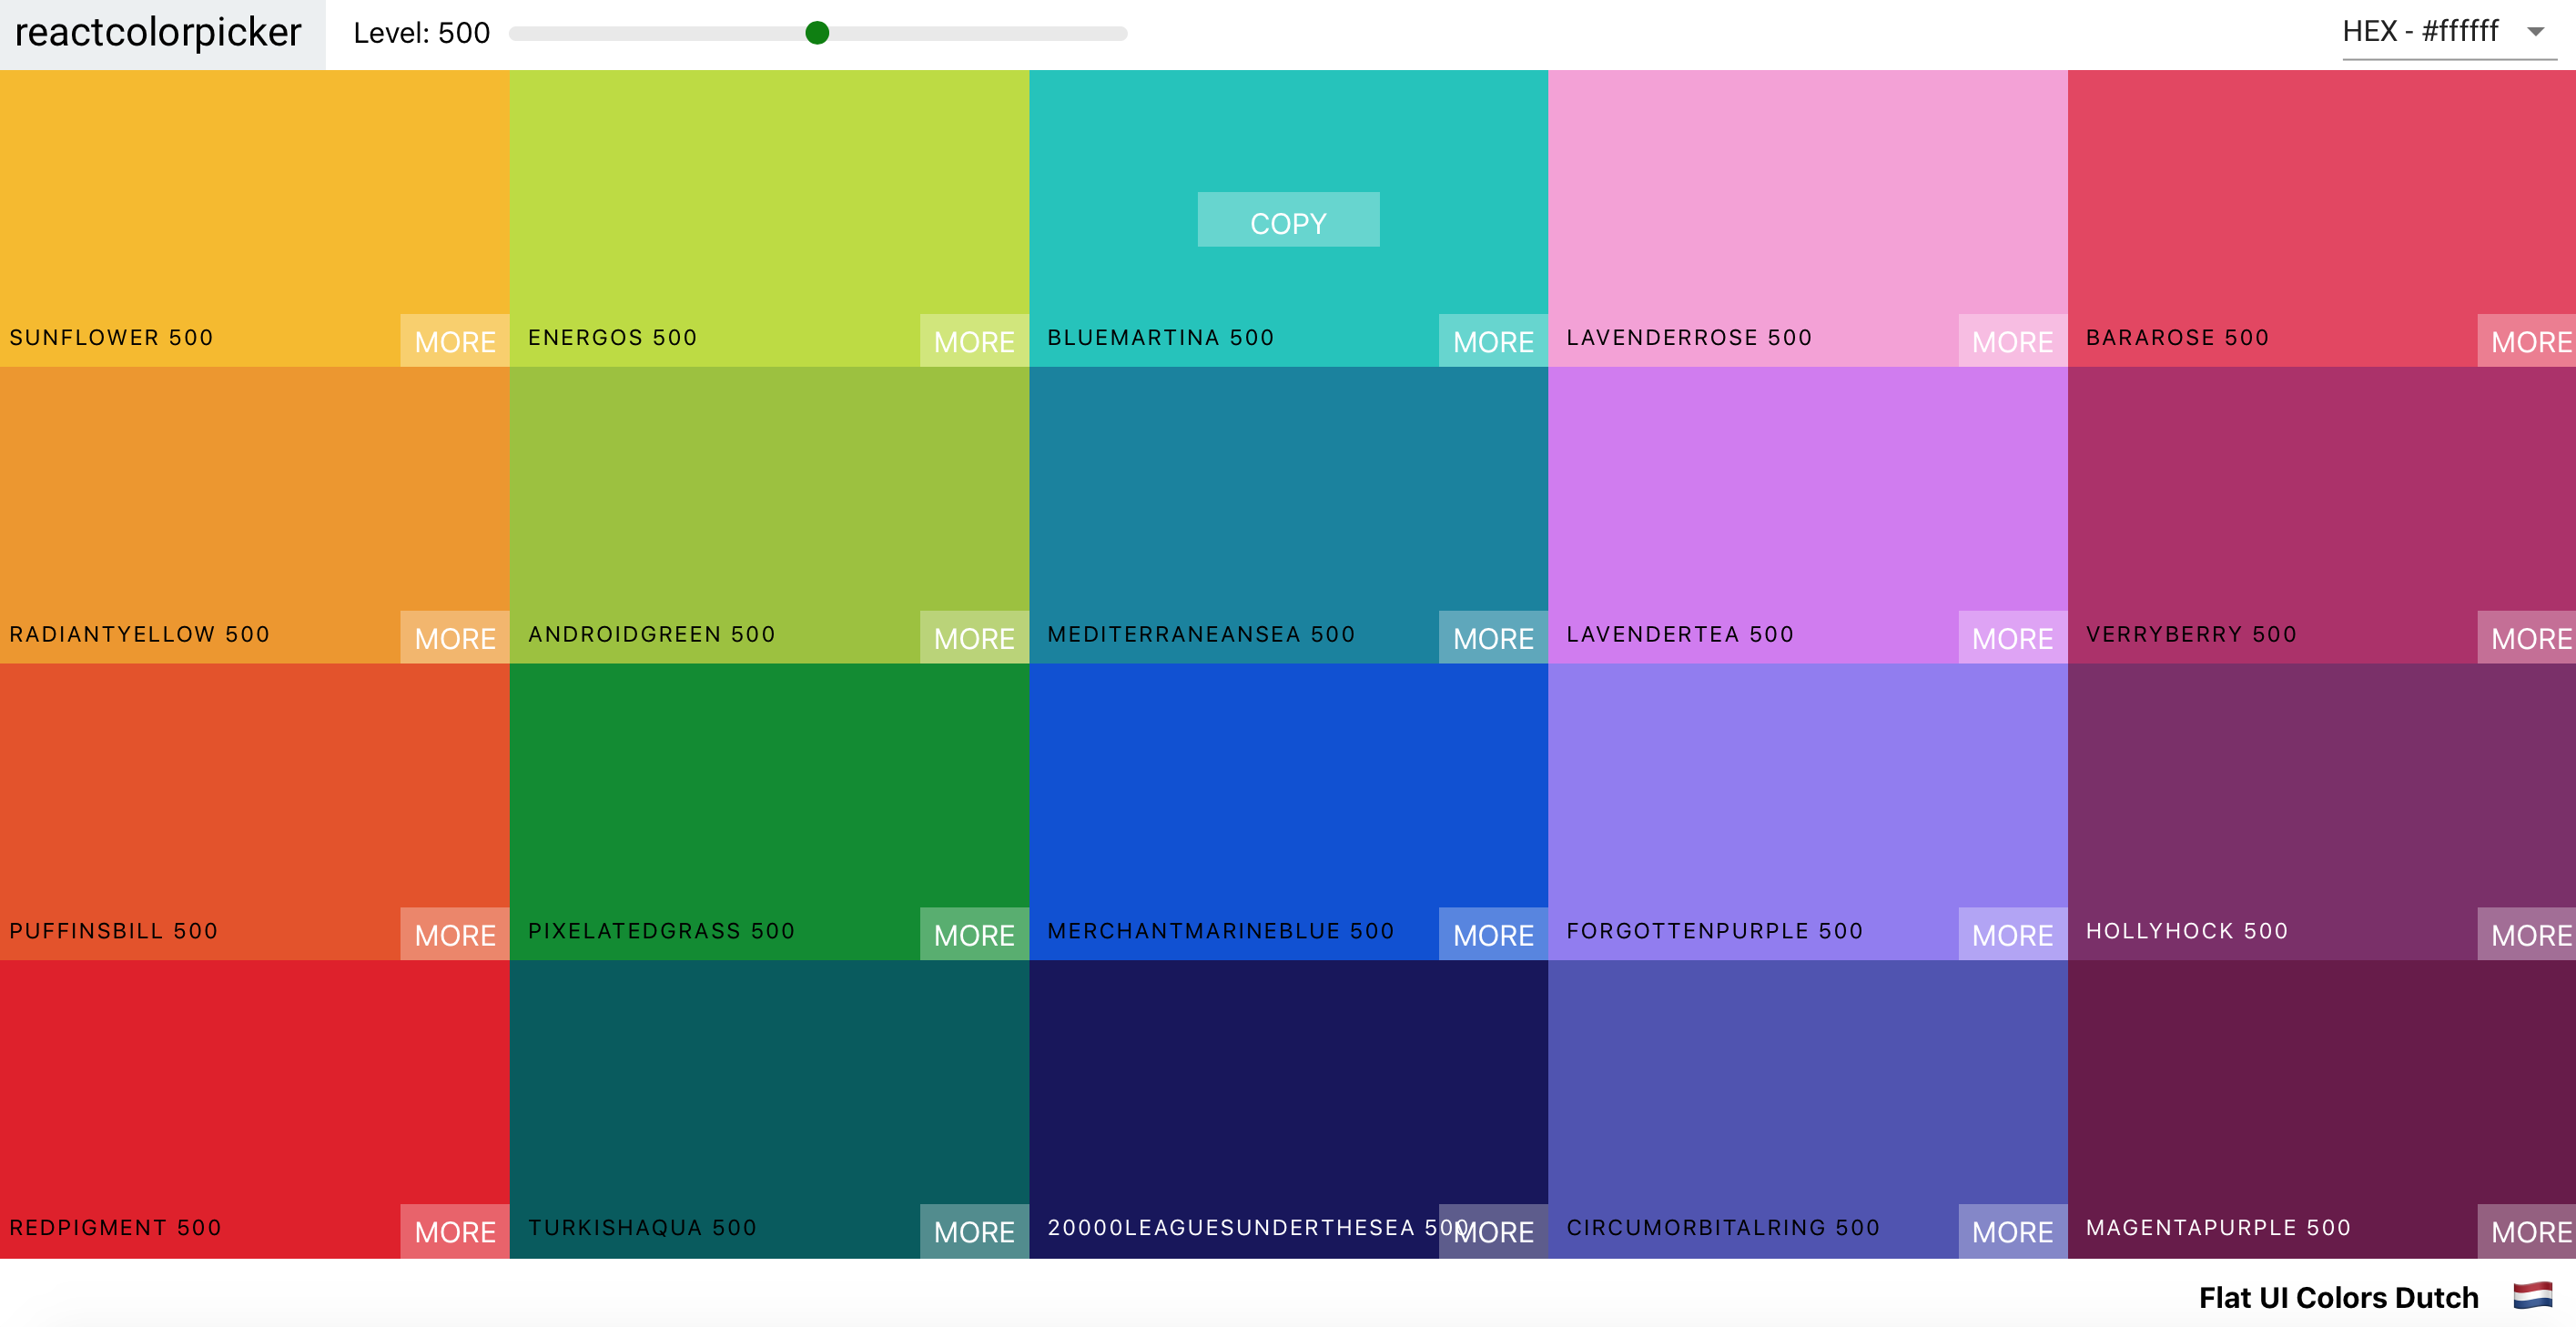 reactcolorpicker Level: 500 HEX - #ffffff
COPY
SUNFLOWER 500 MORE ENERGOS 500 MORE BLUEMARTINA 500 MORE LAVENDERROSE 500 MORE BARAROSE 500 MORE
RADIANTYELLOW 500 MORE ANDROIDGREEN 500 MORE MEDITERRANEANSEA 500 MORE LAVENDERTEA 500 MORE VERRYBERRY 500 MORE
PUFFINSBILL 500 MORE PIXELATEDGRASS 500 MORE MERCHANTMARINEBLUE 500 MORE FORGOTTENPURPLE 500 MORE HOLLYHOCK 500 MORE
REDPIGMENT 500 MORE TURKISHAQUA 500 MORE 20000LEAGUESUNDERTHESEA 500 MORE CIRCUMORBITALRING 500 MORE MAGENTAPURPLE 500 MORE
Flat UI Colors Dutch